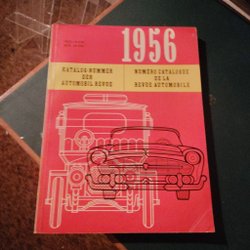 1956
KATALOG-NUMMER
DER
AUTOMOBIL REVUE
NUMÉRO CATALOGUE
DE LA
REVUE AUTOMOBILE